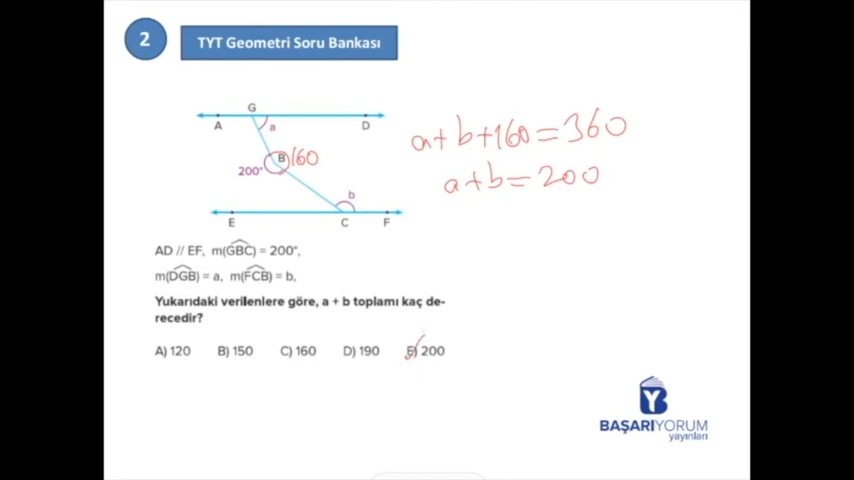 2
TYT Geometri Soru Bankası
G
A
a
D
B
160
200°
b
E
C
F
a+b+160=360
a+b=200
AD // EF, m(GBC) = 200°,
m(DGB) = a, m(FCB) = b,
Yukarıdaki verilenlere göre, a + b toplamı kaç de-
recedir?
A) 120 B) 150 C) 160 D) 190 E) 200
BAŞARIYORUM
yayınları